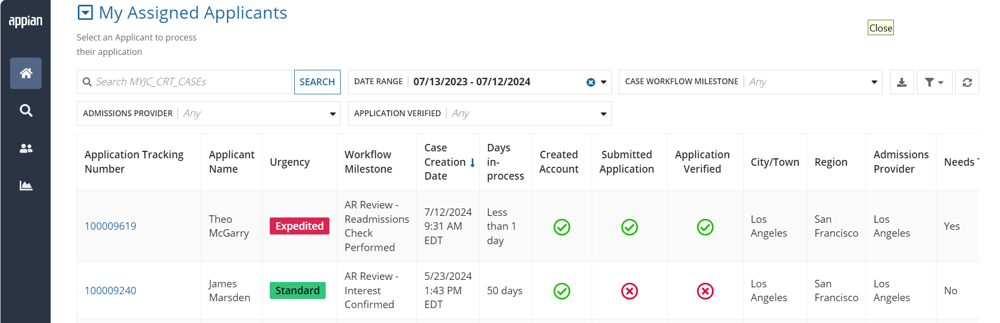 appian
My Assigned Applicants
Close
Select an Applicant to process
their application
Search MYJC_CRT_CASEs
SEARCH
DATE RANGE 07/13/2023 - 07/12/2024
CASE WORKFLOW MILESTONE Any
ADMISSIONS PROVIDER Any
APPLICATION VERIFIED Any
Application Tracking
Number
Applicant
Name
Urgency
Workflow
Milestone
Case
Creation
Date
Days
in-
process
Created
Account
Submitted
Application
Application
Verified
City/Town
Region
Admissions
Provider
Needs T
100009619
Theo
McGarry
Expedited
AR Review -
Readmissions
Check
Performed
7/12/2024
9:31 AM
EDT
Less
than 1
day
Los
Angeles
San
Francisco
Los
Angeles
Yes
100009240
James
Marsden
Standard
AR Review -
Interest
Confirmed
5/23/2024
1:43 PM
EDT
50 days
Los
Angeles
San
Francisco
Los
Angeles
No